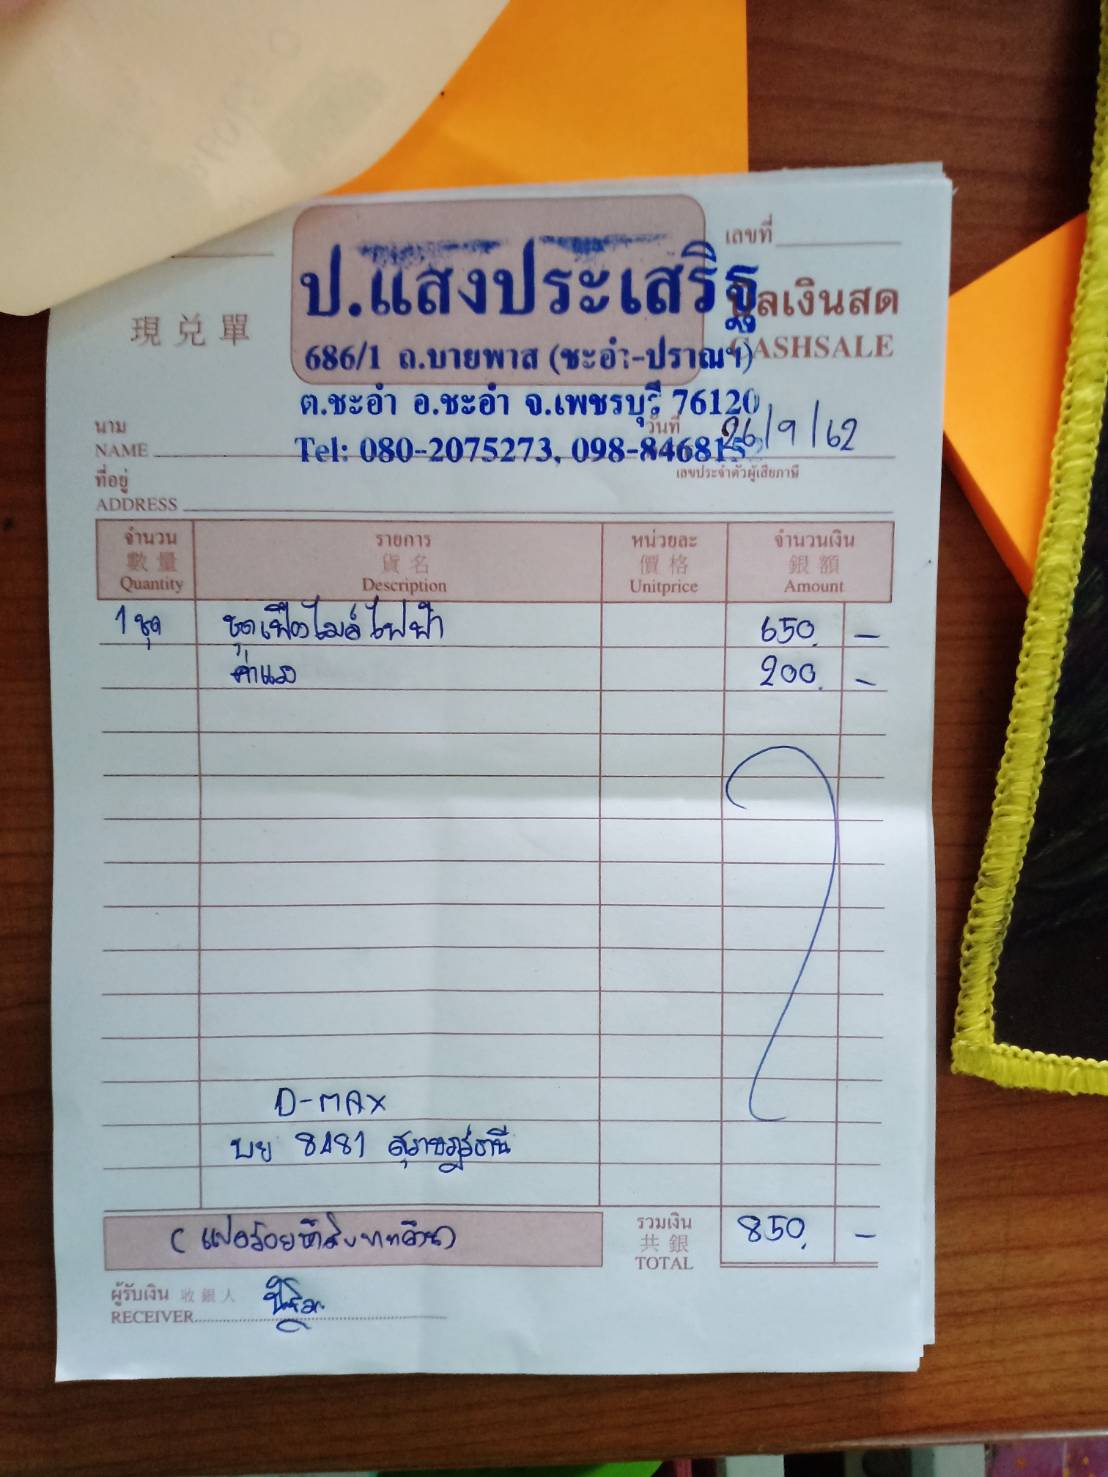 เลขที่
ป.แสงประเสริฐ
現兑單
บิลเงินสด
CASHSALE
686/1 ถ.บายพาส (ชะอำ-ปราณฯ)
ต.ชะอำ อ.ชะอำ จ.เพชรบุรี 76120
นาม
NAME
วันที่ 26/9/62
Tel: 080-2075273, 098-846815
เลขประจำตัวผู้เสียภาษี
ที่อยู่
ADDRESS
จำนวน รายการ หน่วยละ จำนวนเงิน
數量 貨名 價格 銀額
Quantity Description Unitprice Amount
1 ชุด ชุดเฟืองไมล์ไฟฟ้า 650. -
ค่าแรง 200. -
D-MAX
บย 8481 สุราษฎร์ธานี
(แปดร้อยห้าสิบบาทถ้วน)
รวมเงิน 850. -
共銀
TOTAL
ผู้รับเงิน 收銀人
RECEIVER